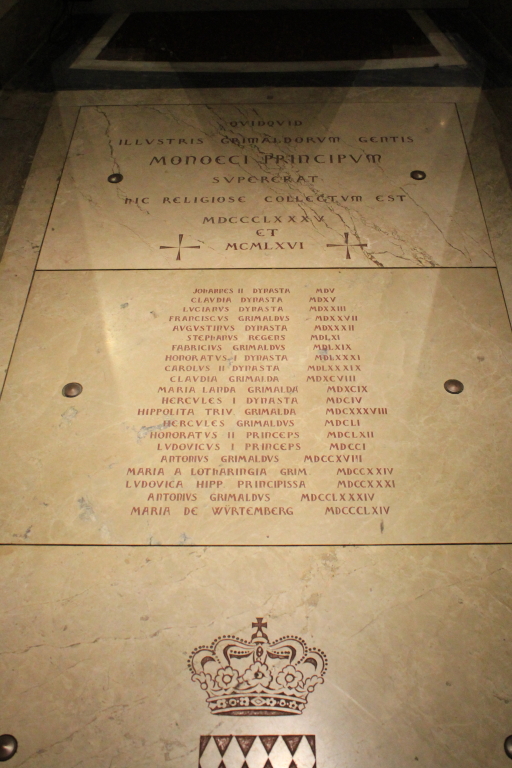 QVIDQVID
ILLVSTRIS GRIMALDORVM GENTIS
MONOECI PRINCIPVM
SVPERERAT
HIC RELIGIOSE COLLECTVM EST
MDCCCLXXXV
ET
MCMLXVI
JOHANNES II DYNASTA MDV
CLAVDIA DYNASTA MDXV
LVCIANVS DYNASTA MDXXIII
FRANCISCVS GRIMALDVS MDXXVII
AVGVSTINVS DYNASTA MDXXXII
STEPHANVS REGENS MDLXI
FABRICIVS GRIMALDVS MDLXIX
HONORATVS I DYNASTA MDLXXXI
CAROLVS II DYNASTA MDLXXXIX
CLAVDIA GRIMALDA MDXCVIII
MARIA LANDA GRIMALDA MDXCIX
HERCVLES I DYNASTA MDCIV
HIPPOLITA TRIV GRIMALDA MDCXXXVIII
HERCVLES GRIMALDVS MDCLI
HONORATVS II PRINCEPS MDCLXII
LVDOVICVS I PRINCEPS MDCCI
ANTONIVS GRIMALDVS MDCCXVIII
MARIA A LOTHARINGIA GRIM MDCCXXIV
LVDOVICA HIPP PRINCIPISSA MDCCXXXI
ANTONIVS GRIMALDVS MDCCLXXXIV
MARIA DE WÜRTEMBERG MDCCCLXIV